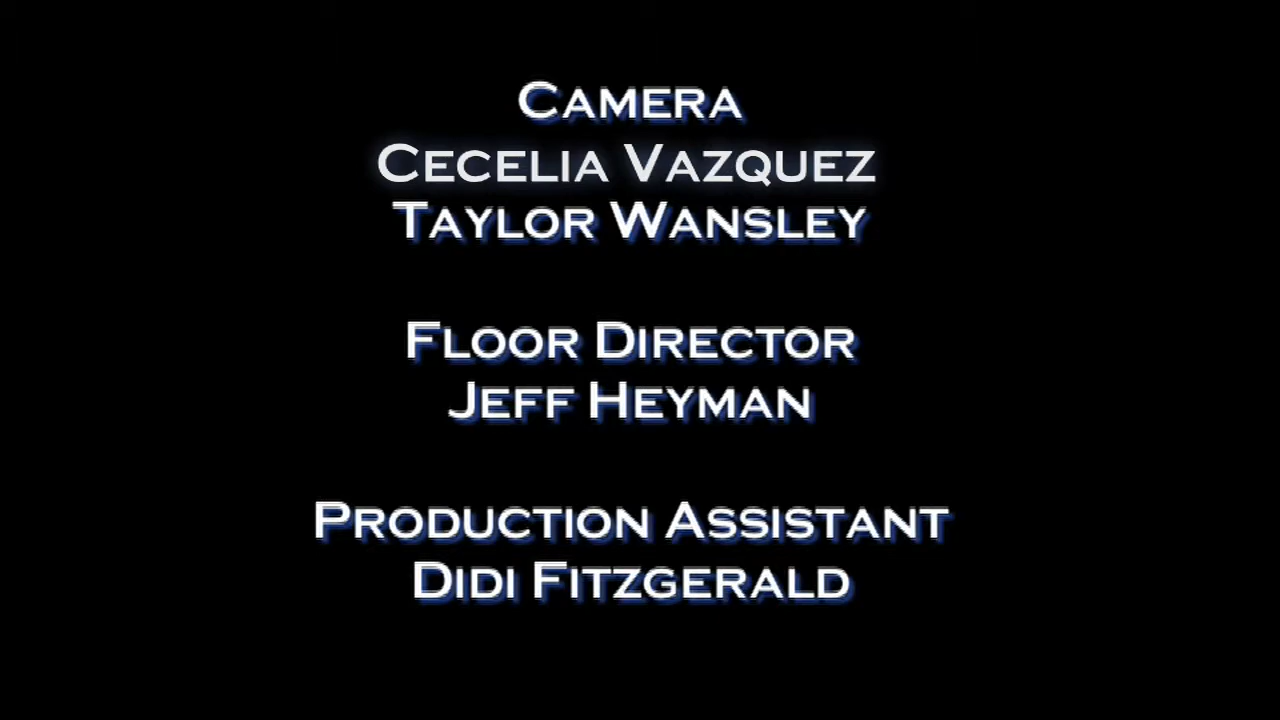 Camera
Cecelia Vazquez
Taylor Wansley
Floor Director
Jeff Heyman
Production Assistant
Didi Fitzgerald